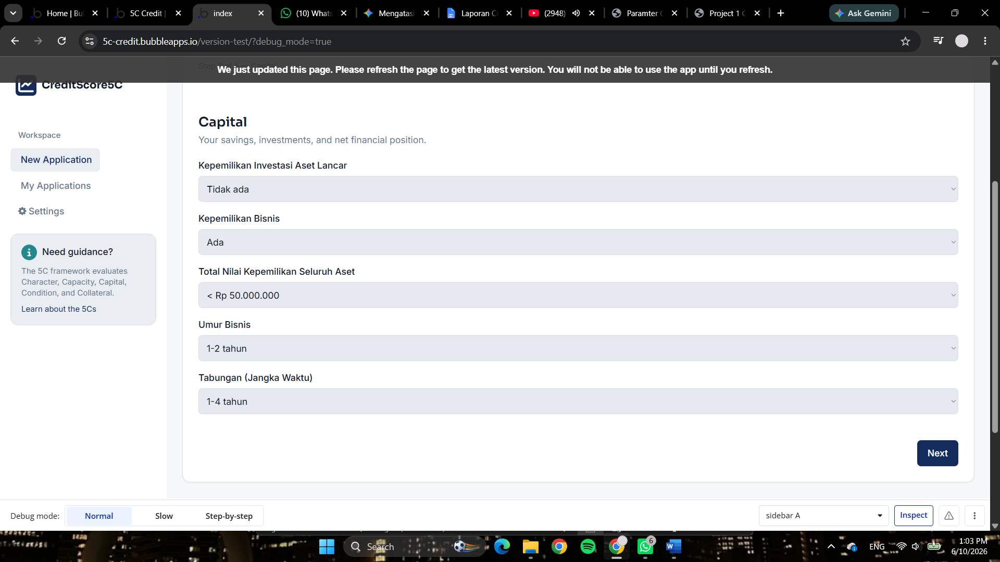 Home | Bu
5C Credit |
index
(10) Whats
Mengatasi
Laporan C
(2948)
Paramter
Project 1
Ask Gemini
5c-credit.bubbleapps.io/version-test/?debug_mode=true
We just updated this page. Please refresh the page to get the latest version. You will not be able to use the app until you refresh.
CreditScore5C
Workspace
New Application
My Applications
Settings
Need guidance?
The 5C framework evaluates
Character, Capacity, Capital,
Condition, and Collateral.
Learn about the 5Cs
Capital
Your savings, investments, and net financial position.
Kepemilikan Investasi Aset Lancar
Tidak ada
Kepemilikan Bisnis
Ada
Total Nilai Kepemilikan Seluruh Aset
< Rp 50.000.000
Umur Bisnis
1-2 tahun
Tabungan (Jangka Waktu)
1-4 tahun
Next
Debug mode:
Normal
Slow
Step-by-step
sidebar A
Inspect
Search
6
ENG
1:03 PM
6/10/2026